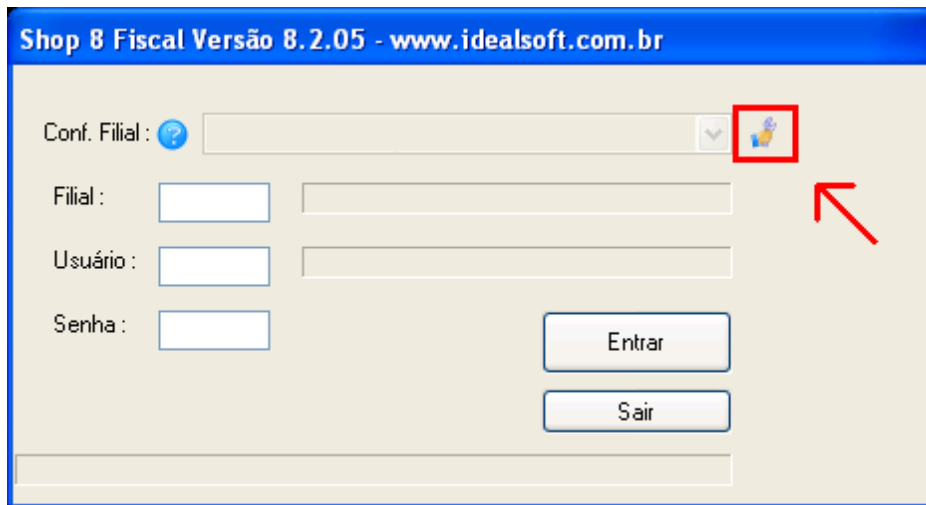 Shop 8 Fiscal Versão 8.2.05 - www.idealsoft.com.br
Conf. Filial : ?
Filial :
Usuário :
Senha :
Entrar
Sair